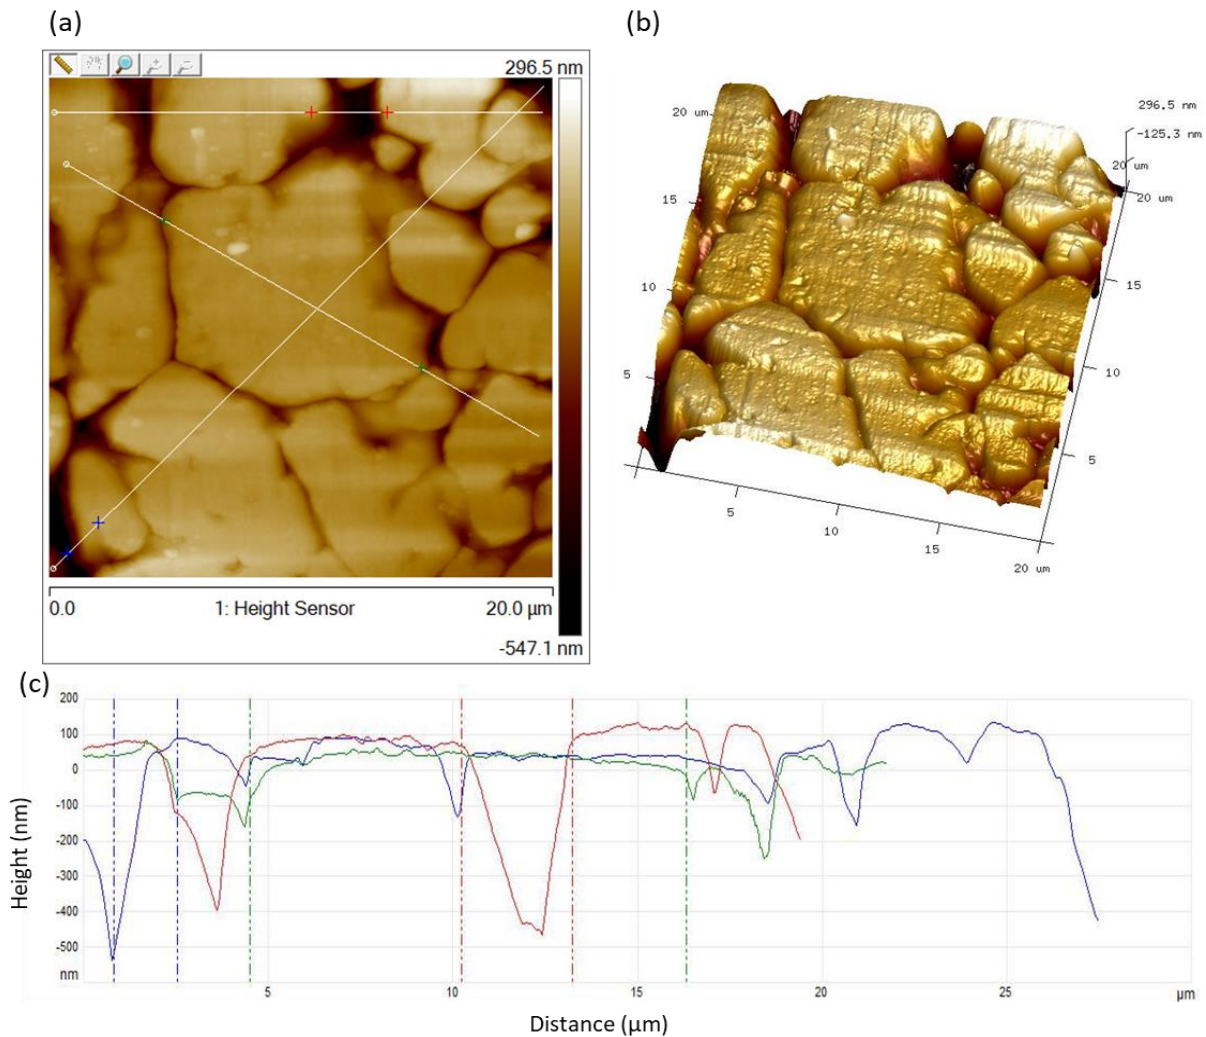 (a)
(b)
296.5 nm
0.0
1: Height Sensor
20.0 µm
-547.1 nm
296.5 nm
-125.3 nm
20 um
20 um
20 um
15
10
5
15
10
5
5
10
15
20 um
(c)
200
100
0
-100
-200
-300
-400
-500
nm
Height (nm)
5
10
15
20
25
µm
Distance (µm)